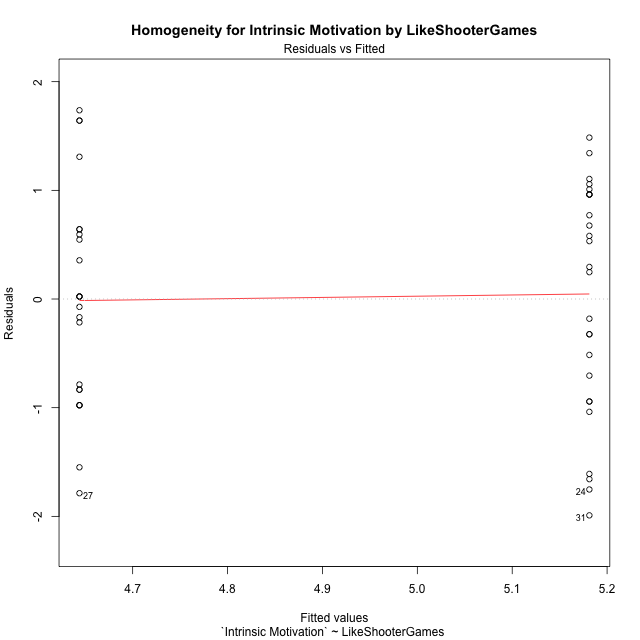 Homogeneity for Intrinsic Motivation by LikeShooterGames
Residuals vs Fitted
2
1
0
-1
-2
Residuals
27
24
31
4.7 4.8 4.9 5.0 5.1 5.2
Fitted values
`Intrinsic Motivation` ~ LikeShooterGames